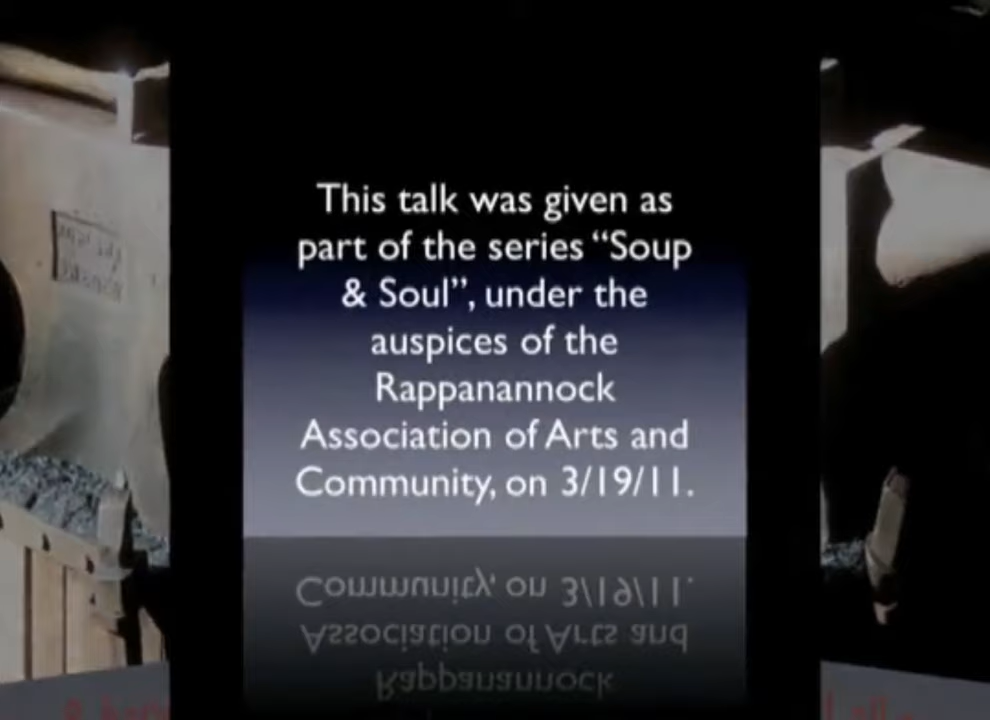 This talk was given as
part of the series “Soup
& Soul”, under the
auspices of the
Rappanannock
Association of Arts and
Community, on 3/19/11.